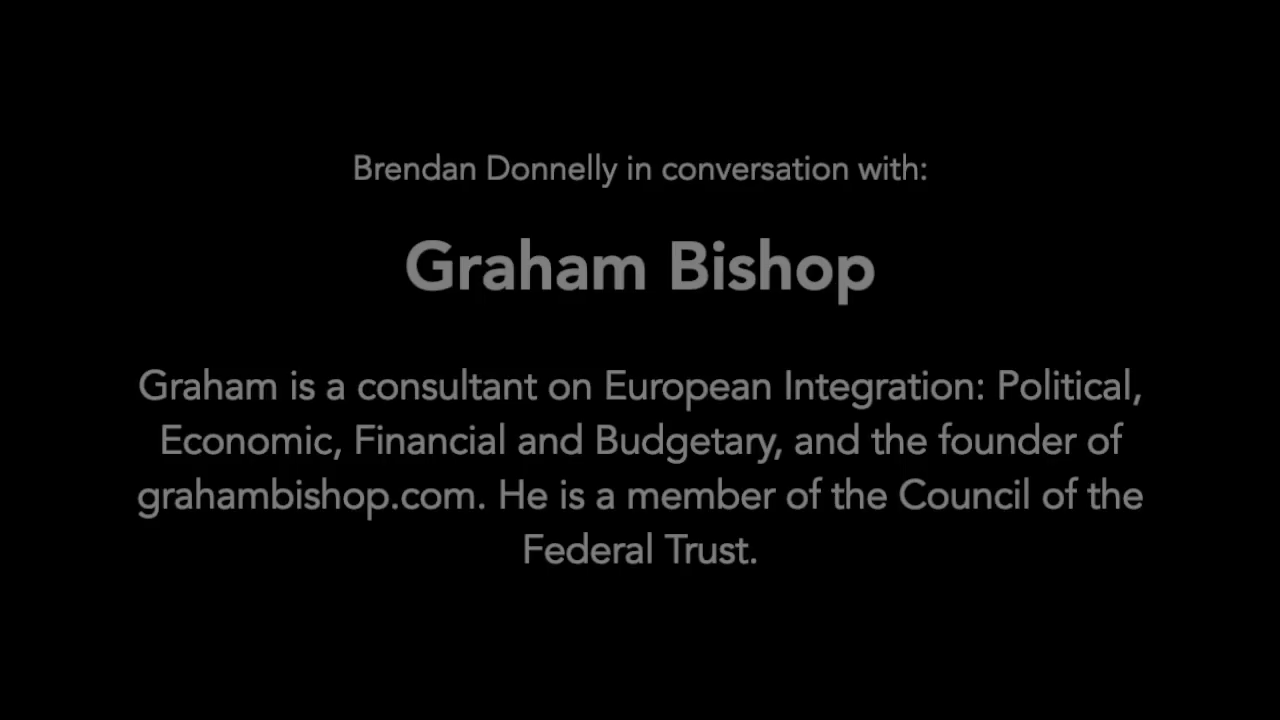 Brendan Donnelly in conversation with:
Graham Bishop
Graham is a consultant on European Integration: Political,
Economic, Financial and Budgetary, and the founder of
grahambishop.com. He is a member of the Council of the
Federal Trust.